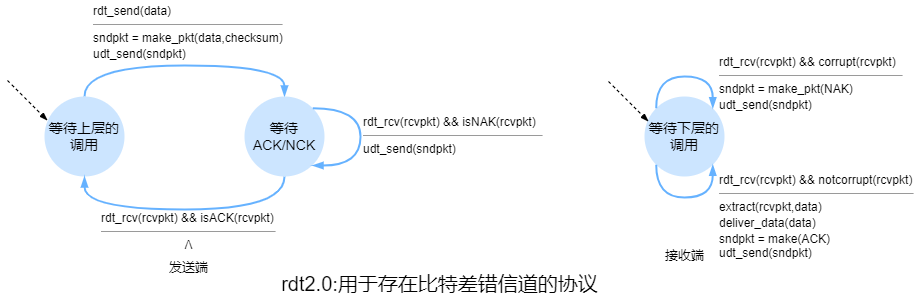 rdt_send(data)
sndpkt = make_pkt(data,checksum)
udt_send(sndpkt)
等待上层的
调用
等待
ACK/NCK
rdt_rcv(rcvpkt) && isNAK(rcvpkt)
udt_send(sndpkt)
rdt_rcv(rcvpkt) && isACK(rcvpkt)
Λ
发送端
rdt_rcv(rcvpkt) && corrupt(rcvpkt)
sndpkt = make_pkt(NAK)
udt_send(sndpkt)
等待下层的
调用
rdt_rcv(rcvpkt) && notcorrupt(rcvpkt)
extract(rcvpkt,data)
deliver_data(data)
sndpkt = make(ACK)
udt_send(sndpkt)
接收端
rdt2.0:用于存在比特差错信道的协议